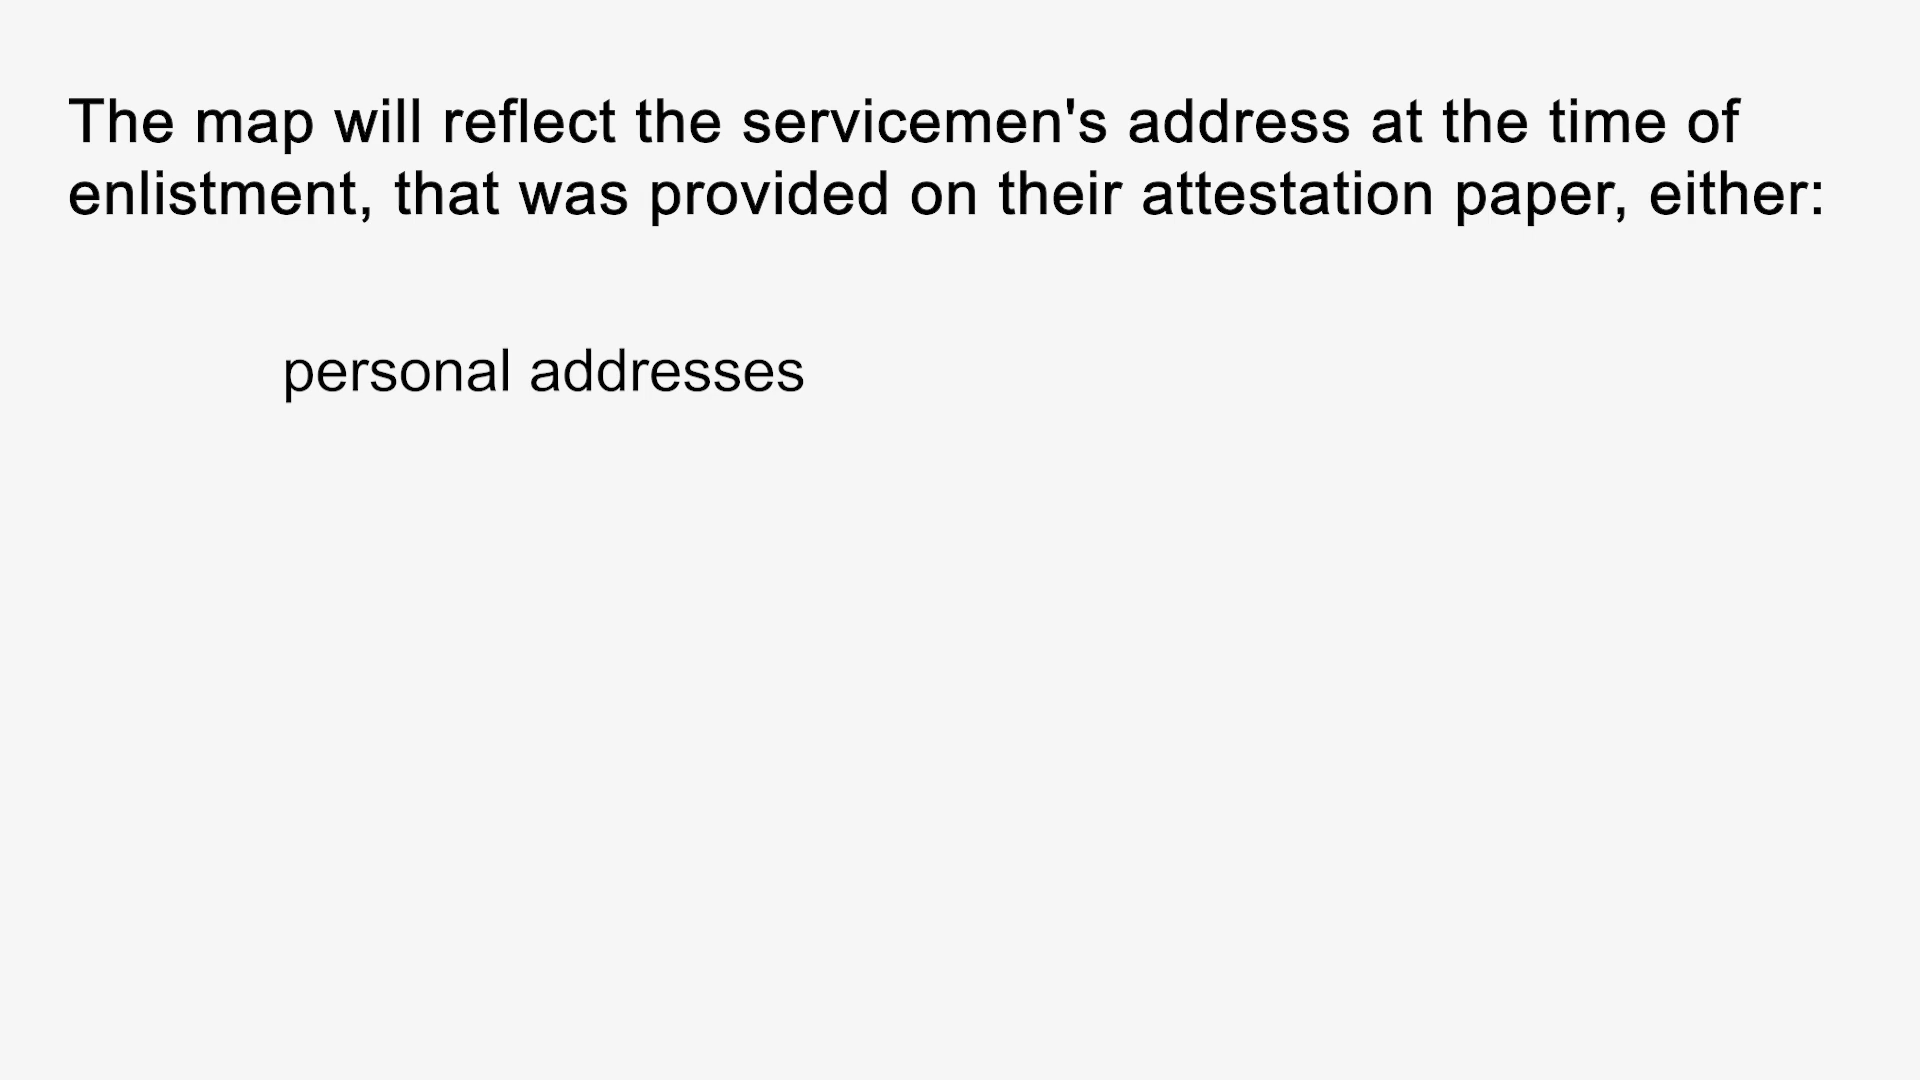 The map will reflect the servicemen's address at the time of
enlistment, that was provided on their attestation paper, either:
personal addresses